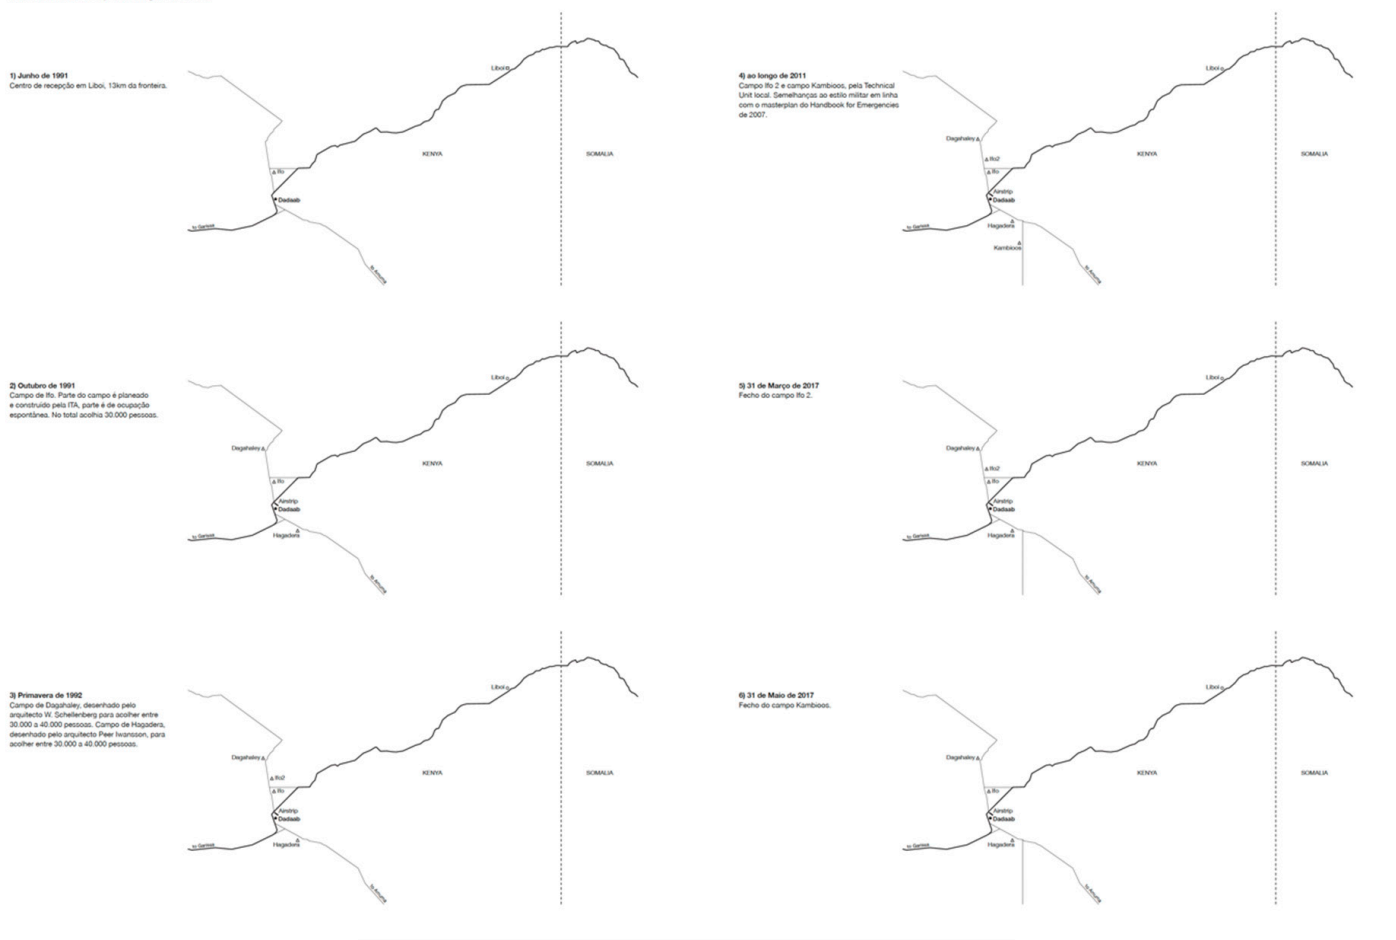 1) Junho de 1991
Centro de recepção em Liboi, 13km da fronteira.
Liboi
KENYA
SOMALIA
Ifo
Dadaab
to Garissa
2) Outubro de 1991
Campo de Ifo. Parte do campo é planeado
e construido pela ITA, parte é de ocupação
espontânea. No total acolhia 30.000 pessoas.
Liboi
Dagahaley
KENYA
SOMALIA
Ifo
Airstrip
Dadaab
Hagadera
to Garissa
3) Primavera de 1992
Campo de Dagahaley, desenhado pelo
arquitecto W. Schellenberg para acolher entre
30.000 a 40.000 pessoas. Campo de Hagadera,
desenhado pelo arquitecto Peer Iwansson, para
acolher entre 30.000 a 40.000 pessoas.
Liboi
Dagahaley
KENYA
SOMALIA
Ifo2
Ifo
Airstrip
Dadaab
Hagadera
to Garissa
4) ao longo de 2011
Campo Ifo 2 e campo Kambioos, pela Technical
Unit local. Semelhanças ao estilo militar em linha
com o masterplan do Handbook for Emergencies
de 2007.
Liboi
Dagahaley
KENYA
SOMALIA
Ifo2
Ifo
Airstrip
Dadaab
Hagadera
to Garissa
Kambioos
5) 31 de Março de 2017
Fecho do campo Ifo 2.
Liboi
Dagahaley
KENYA
SOMALIA
Ifo2
Ifo
Airstrip
Dadaab
Hagadera
to Garissa
6) 31 de Maio de 2017
Fecho do campo Kambioos.
Liboi
Dagahaley
KENYA
SOMALIA
Ifo
Airstrip
Dadaab
Hagadera
to Garissa